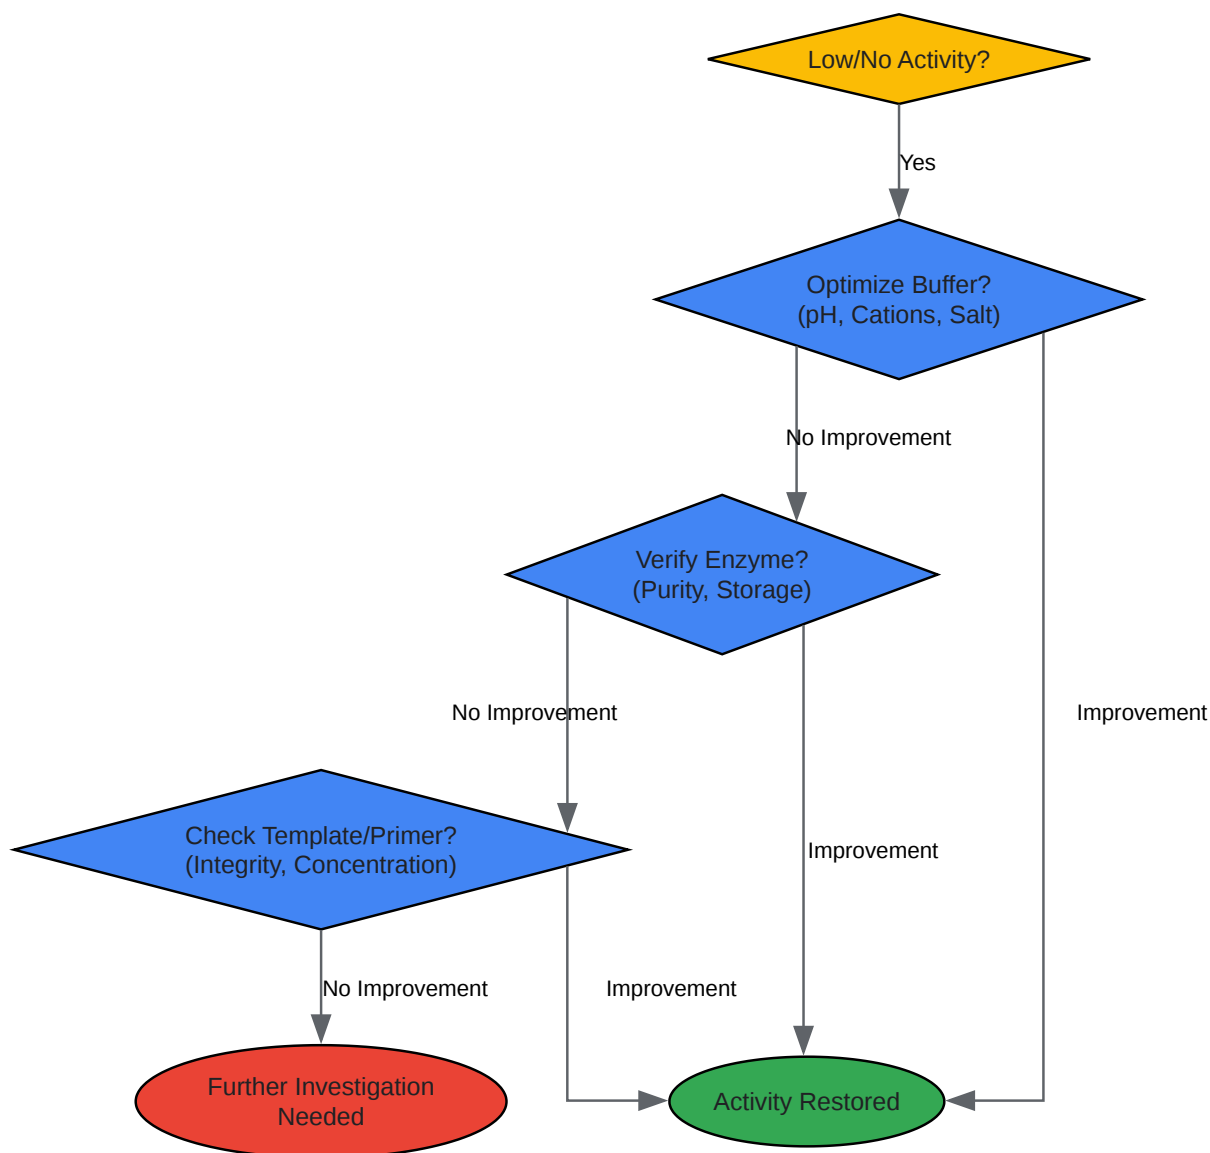 Low/No Activity?
Yes
Optimize Buffer?
(pH, Cations, Salt)
No Improvement
Verify Enzyme?
(Purity, Storage)
No Improvement
Improvement
Check Template/Primer?
(Integrity, Concentration)
Improvement
No Improvement
Improvement
Further Investigation
Needed
Activity Restored